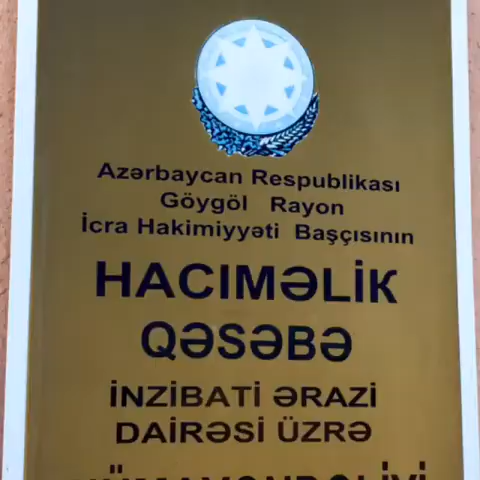 Azərbaycan Respublikası
Göygöl Rayon
İcra Hakimiyyəti Başçısının
HACIMƏLİK
QƏSƏBƏ
İNZİBATİ ƏRAZİ
DAİRƏSİ ÜZRƏ